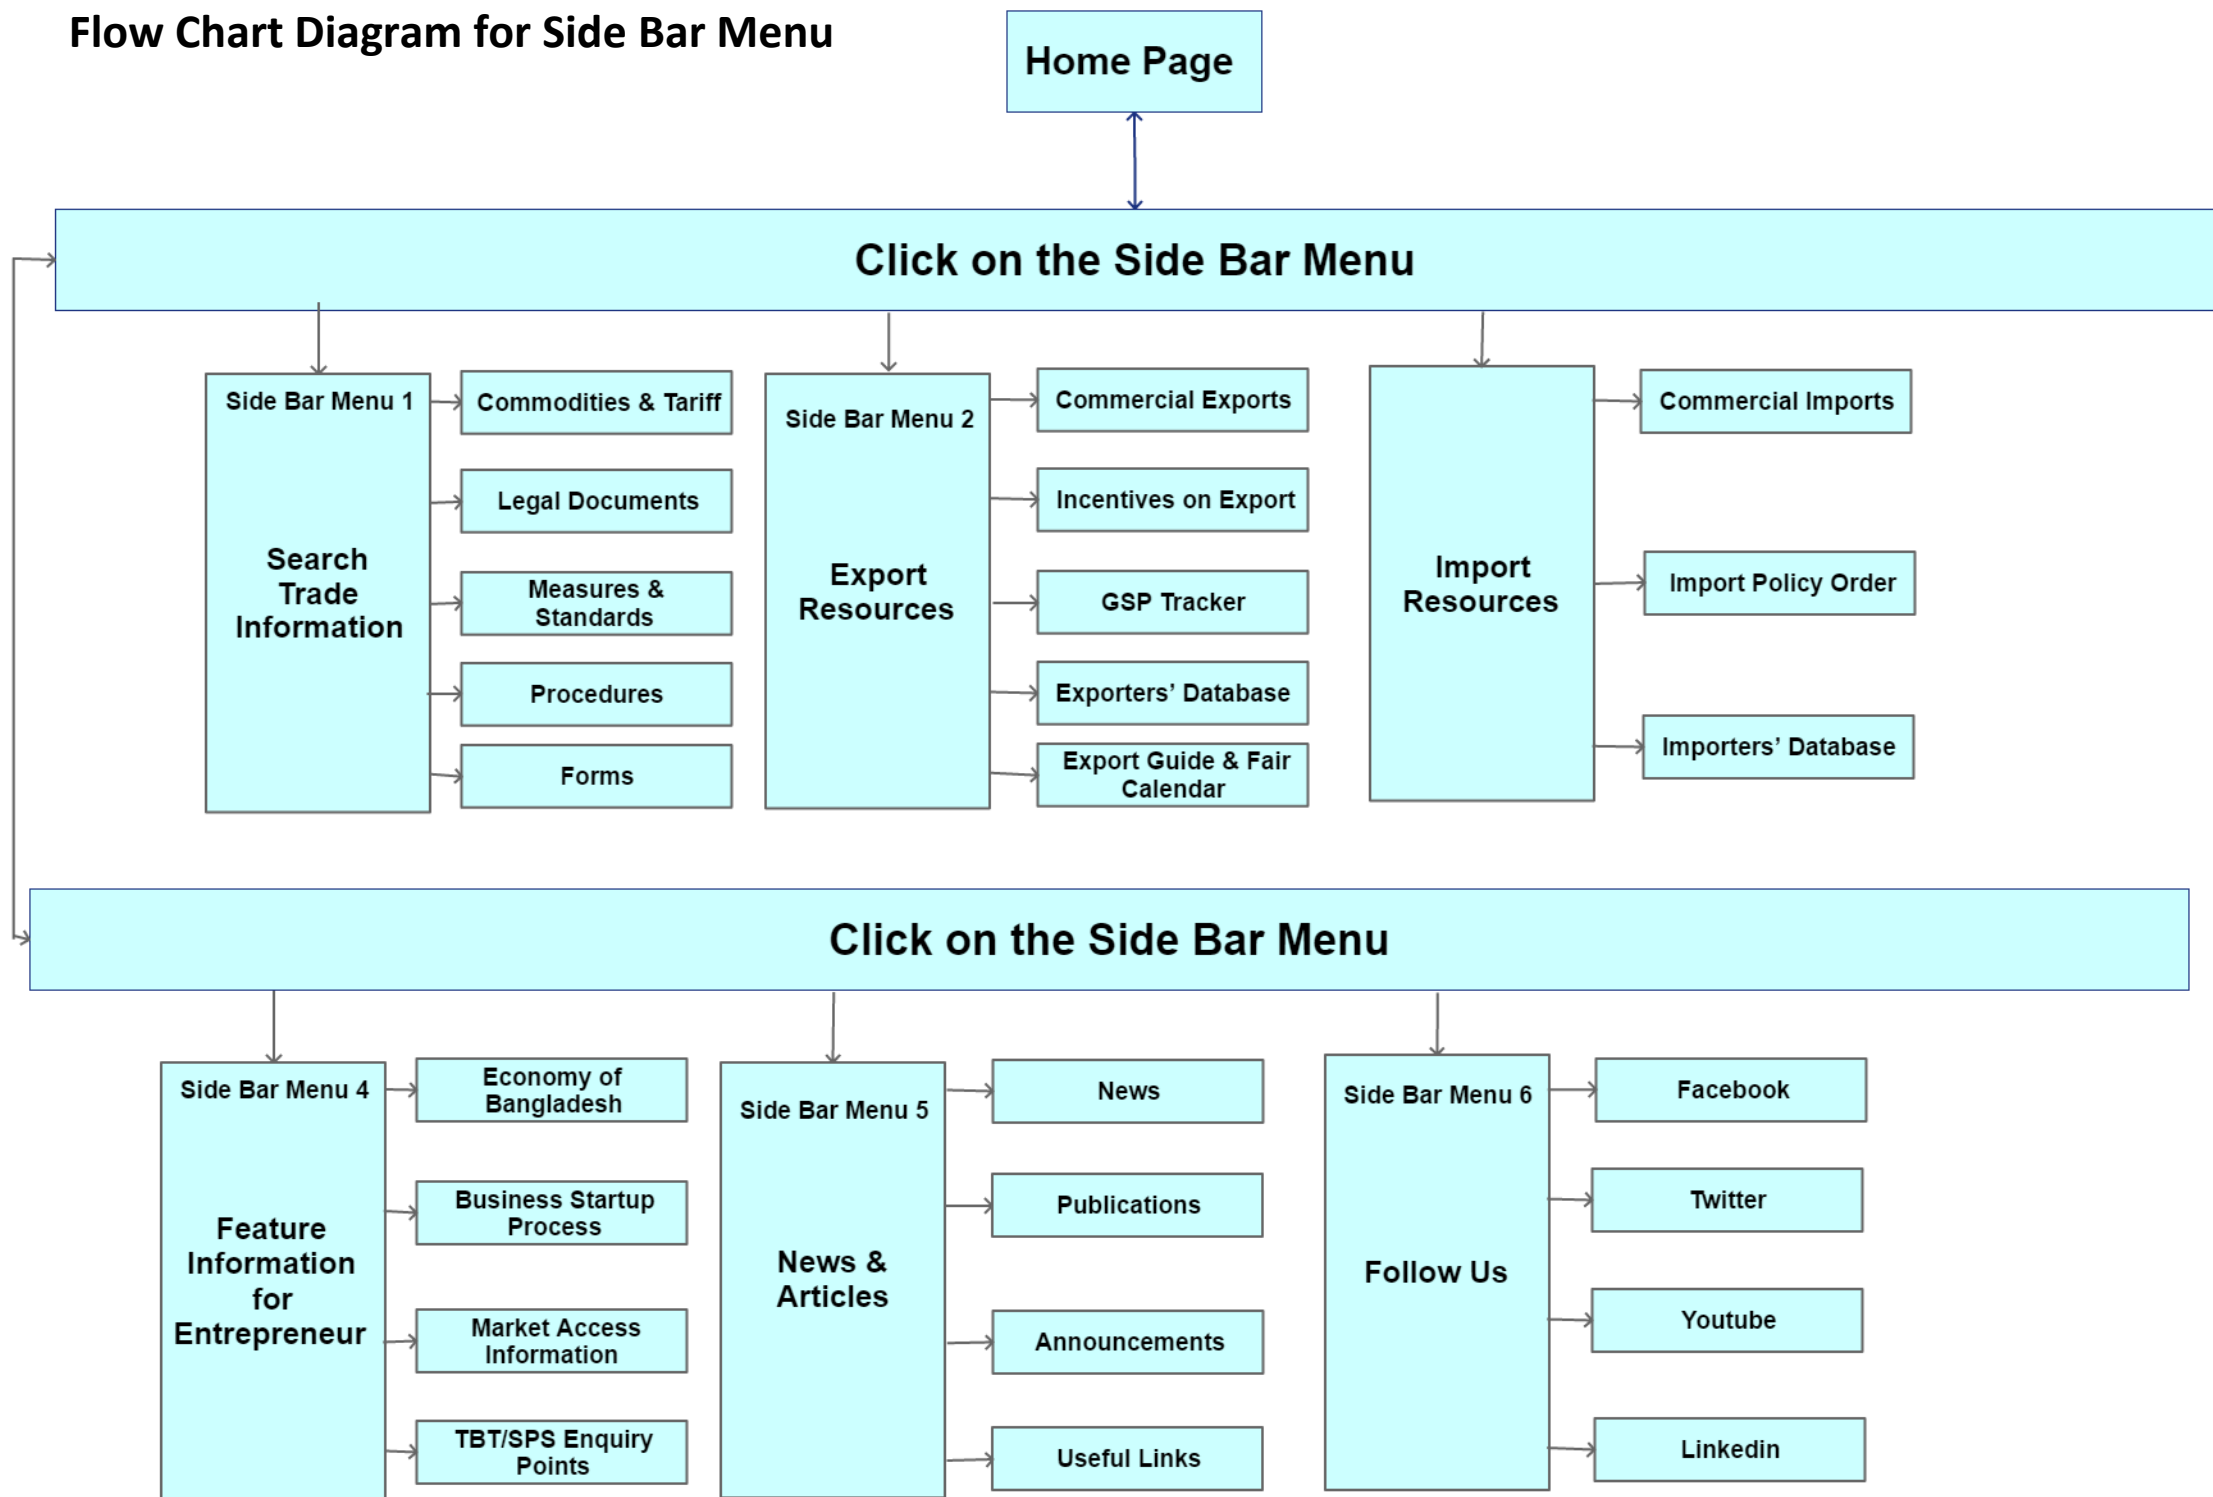 Flow Chart Diagram for Side Bar Menu
Home Page
Click on the Side Bar Menu
Side Bar Menu 1
Search
Trade
Information
Commodities & Tariff
Legal Documents
Measures &
Standards
Procedures
Forms
Side Bar Menu 2
Export
Resources
Commercial Exports
Incentives on Export
GSP Tracker
Exporters’ Database
Export Guide & Fair
Calendar
Import
Resources
Commercial Imports
Import Policy Order
Importers’ Database
Click on the Side Bar Menu
Side Bar Menu 4
Feature
Information
for
Entrepreneur
Economy of
Bangladesh
Business Startup
Process
Market Access
Information
TBT/SPS Enquiry
Points
Side Bar Menu 5
News &
Articles
News
Publications
Announcements
Useful Links
Side Bar Menu 6
Follow Us
Facebook
Twitter
Youtube
Linkedin